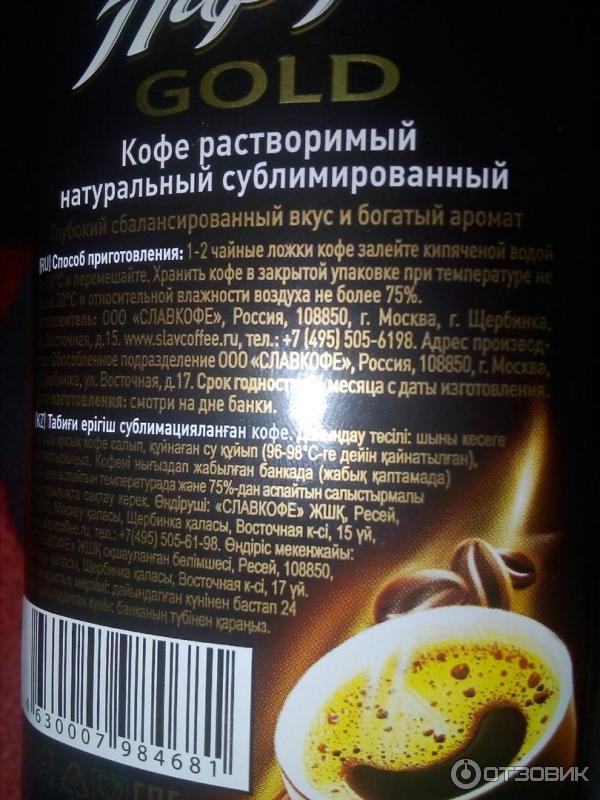 GOLD
Кофе растворимый
натуральный сублимированный
Глубокий сбалансированный вкус и богатый аромат
(RU) Способ приготовления: 1-2 чайные ложки кофе залейте кипяченой водой
и перемешайте. Хранить кофе в закрытой упаковке при температуре не
20°С и относительной влажности воздуха не более 75%.
ООО «СЛАВКОФЕ», Россия, 108850, г. Москва, г. Щербинка,
Восточная, д.15. www.slavcoffee.ru, тел.: +7 (495) 505-6198. Адрес производ-
Обособленное подразделение ООО «СЛАВКОФЕ», Россия, 108850, г. Москва,
ул. Восточная, д.17. Срок годности: месяца с даты изготовления.
изготовления: смотри на дне банки.
(KZ) Табиғи ерігіш сублимацияланған кофе. Дайындау тәсілі: шыны кесеге
қасық кофе салып, құйнаған су құйып (96-98°С-ге дейін қайнатылған),
Кофені нығыздап жабылған банкада (жабық қаптамада)
аспайтын температурада және 75%-дан аспайтын салыстырмалы
сақтау керек. Өндіруші: «СЛАВКОФЕ» ЖШҚ, Ресей,
Мәскеу қаласы, Щербинка қаласы, Восточная к-сі, 15 үй,
тел.: +7(495) 505-61-98. Өндіріс мекенжайы:
ЖШҚ оқшауланған бөлімшесі, Ресей, 108850,
қаласы, Щербинка қаласы, Восточная к-сі, 17 үй.
мерзімі: дайындалған күнінен бастап 24
күнін: банканың түбінен қараңыз.
4630007984681
ОТЗОВИК